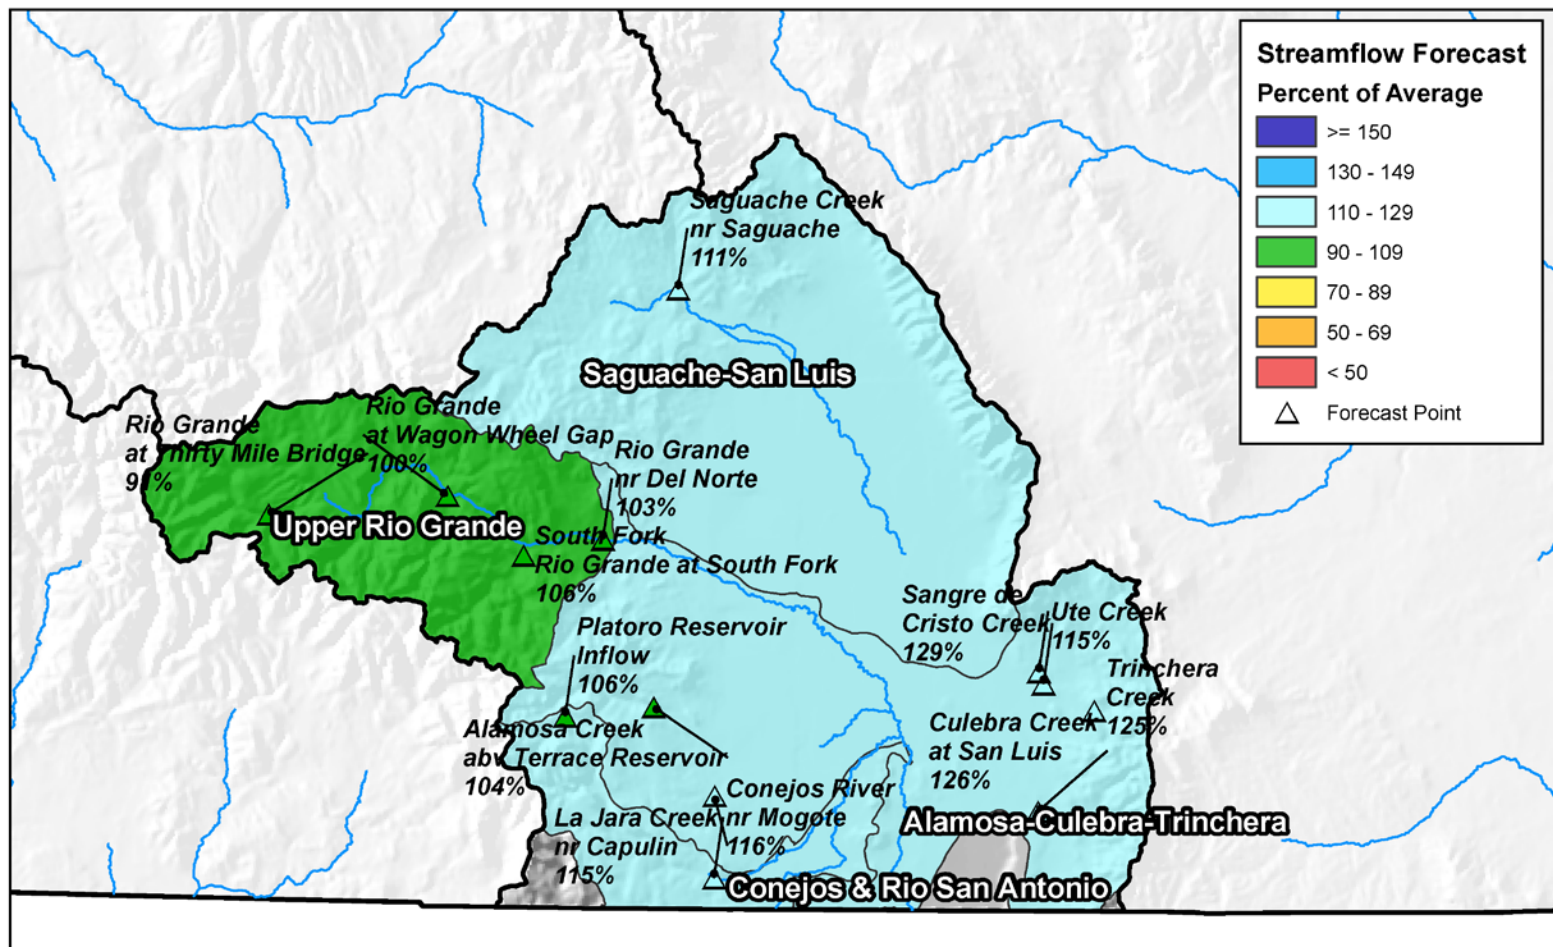 Streamflow Forecast
Percent of Average
>= 150
130 - 149
110 - 129
90 - 109
70 - 89
50 - 69
< 50
Forecast Point
Saguache Creek
nr Saguache
111%
Saguache-San Luis
Rio Grande
at Thirty Mile Bridge
Rio Grande
at Wagon Wheel Gap
100%
Rio Grande
nr Del Norte
103%
Upper Rio Grande
South Fork
Rio Grande at South Fork
106%
Platoro Reservoir
Inflow
106%
Sangre de
Cristo Creek
129%
Ute Creek
115%
Trinchera
Creek
125%
Alamosa Creek
abv Terrace Reservoir
104%
Culebra Creek
at San Luis
126%
Conejos River
nr Mogote
116%
La Jara Creek
nr Capulin
115%
Alamosa-Culebra-Trinchera
Conejos & Rio San Antonio